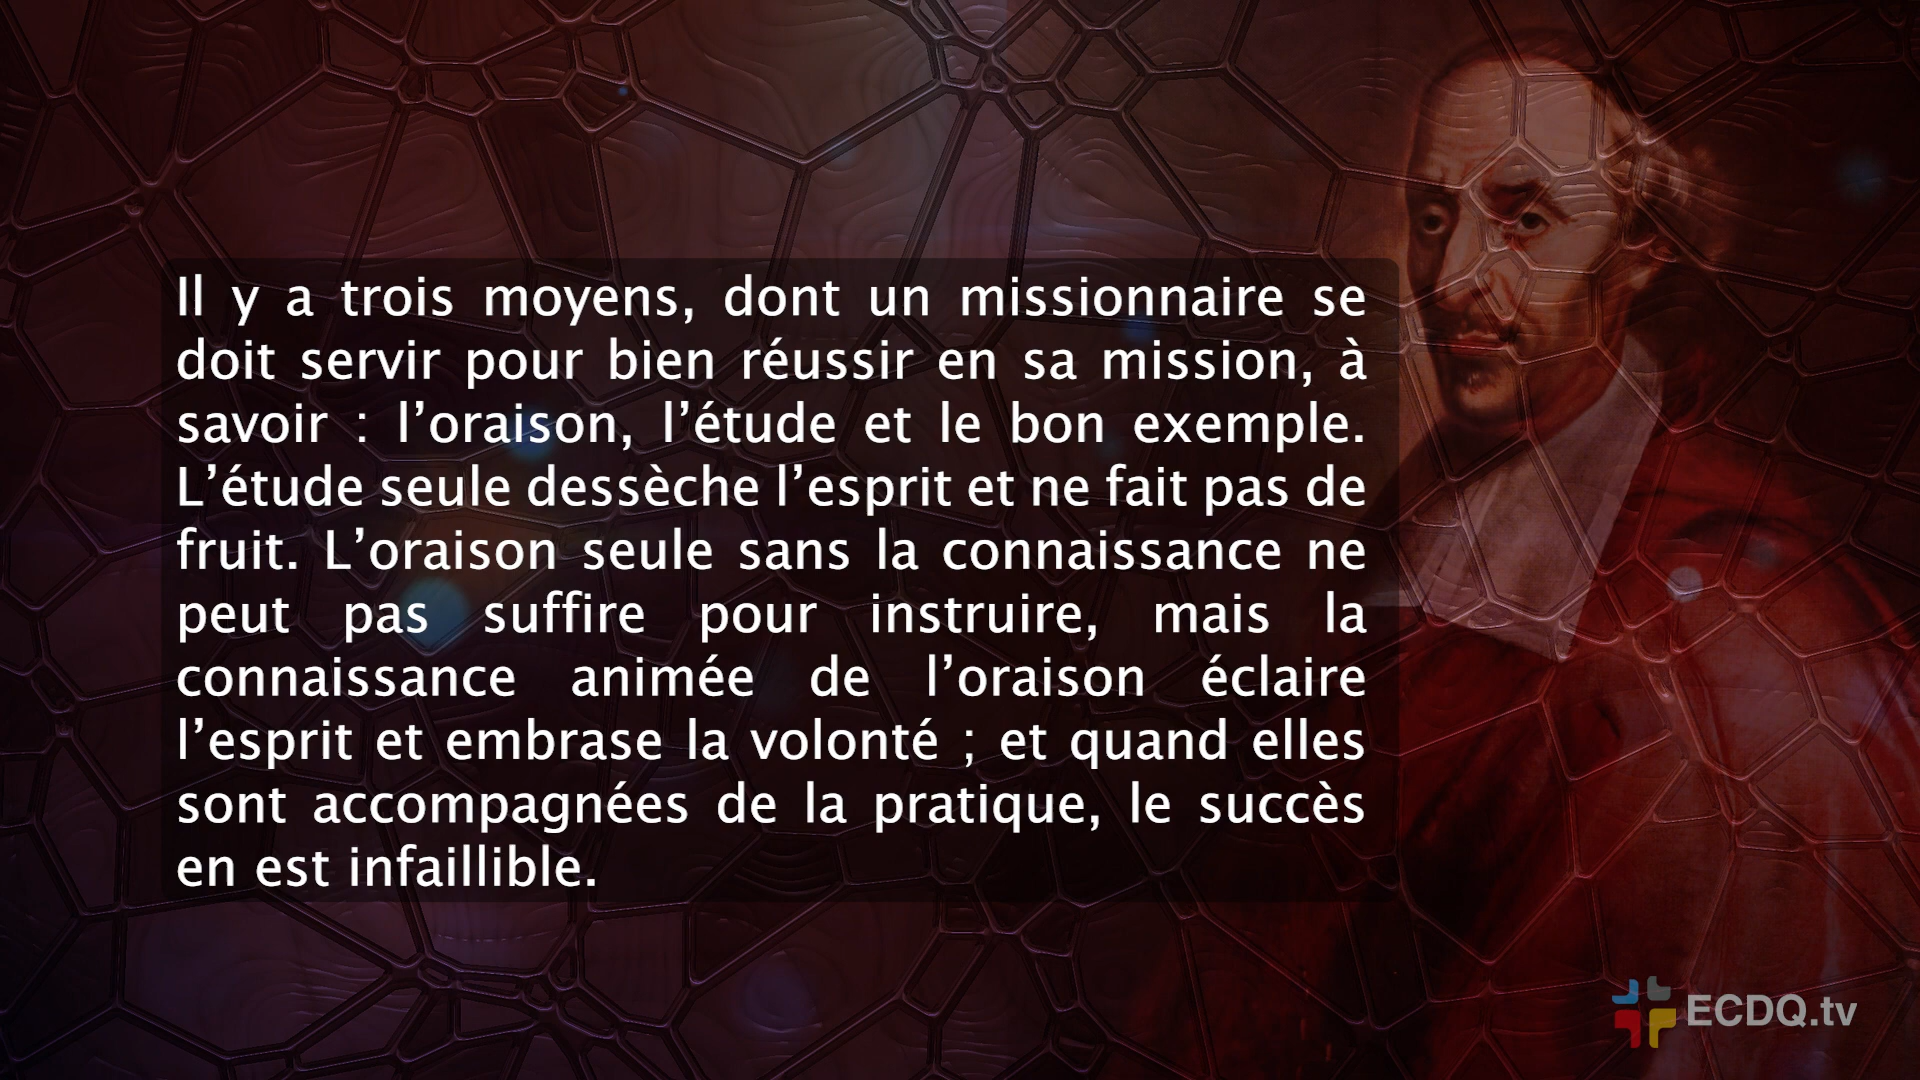 Il y a trois moyens, dont un missionnaire se
doit servir pour bien réussir en sa mission, à
savoir : l’oraison, l’étude et le bon exemple.
L’étude seule dessèche l’esprit et ne fait pas de
fruit. L’oraison seule sans la connaissance ne
peut pas suffire pour instruire, mais la
connaissance animée de l’oraison éclaire
l’esprit et embrase la volonté ; et quand elles
sont accompagnées de la pratique, le succès
en est infaillible.
ECDQ.tv